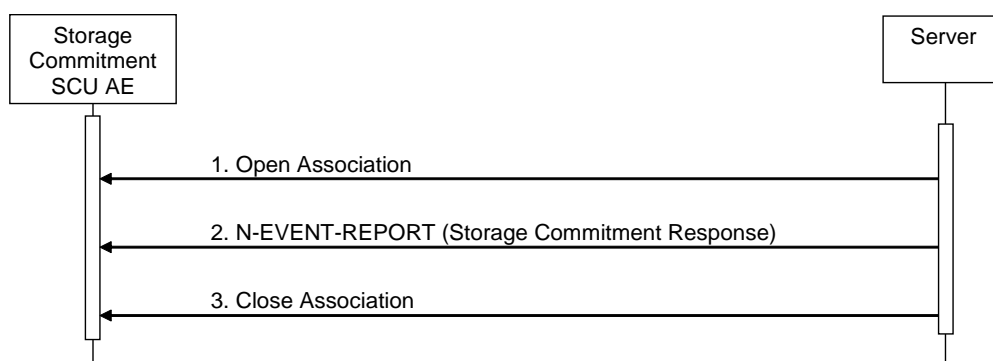 Storage
Commitment
SCU AE
Server
1. Open Association
2. N-EVENT-REPORT (Storage Commitment Response)
3. Close Association